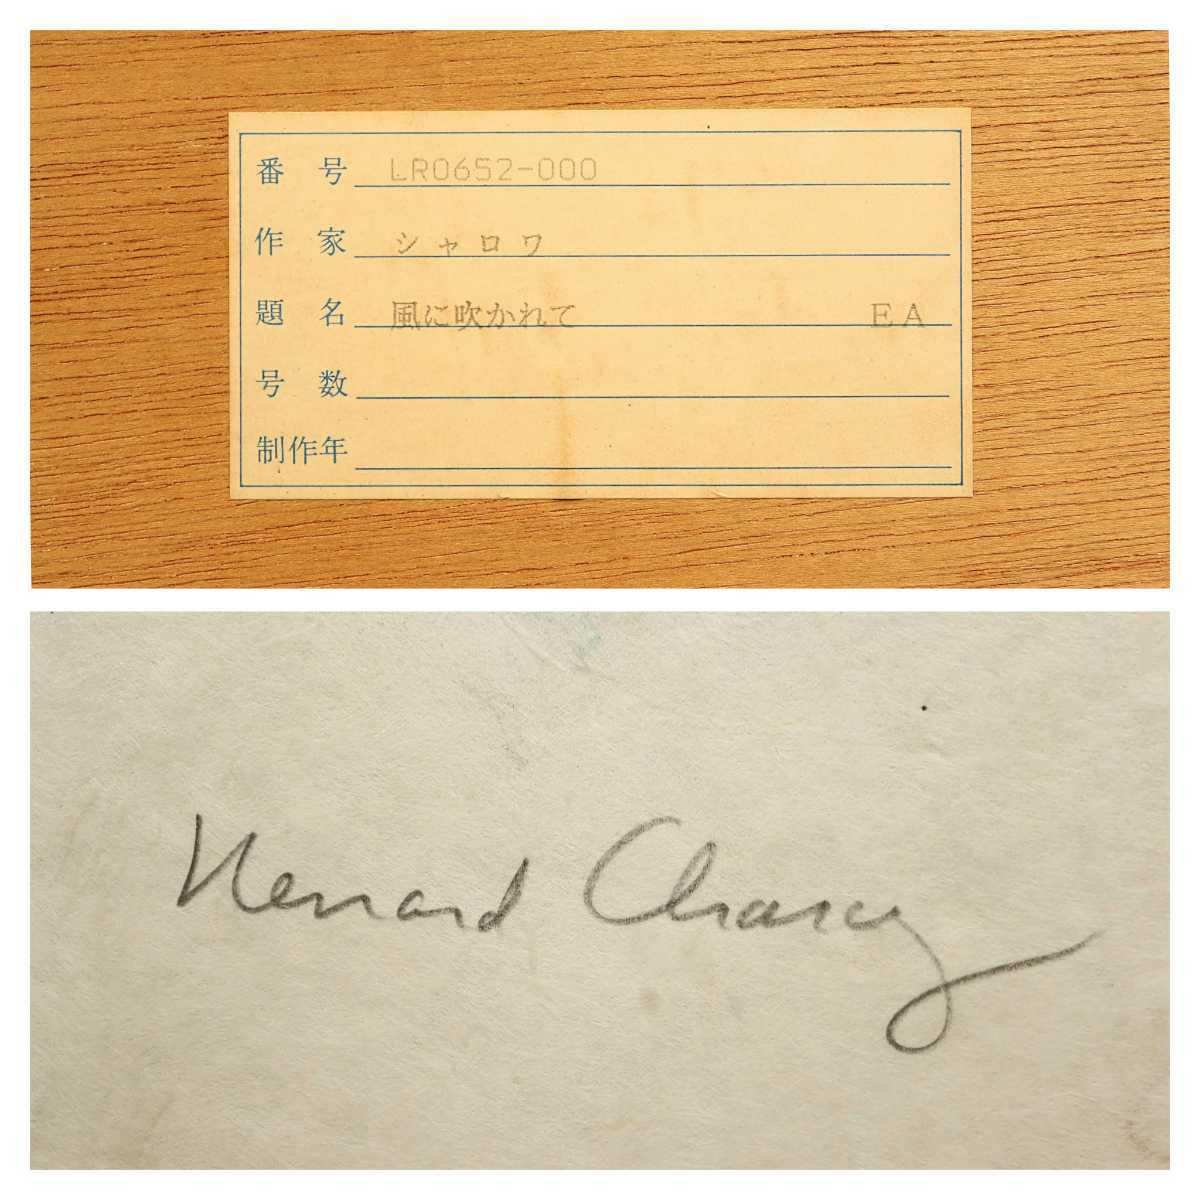 番号 LR0652-000
作家 シャロワ
題名 風に吹かれて EA
号数
制作年
Bernard Charoy